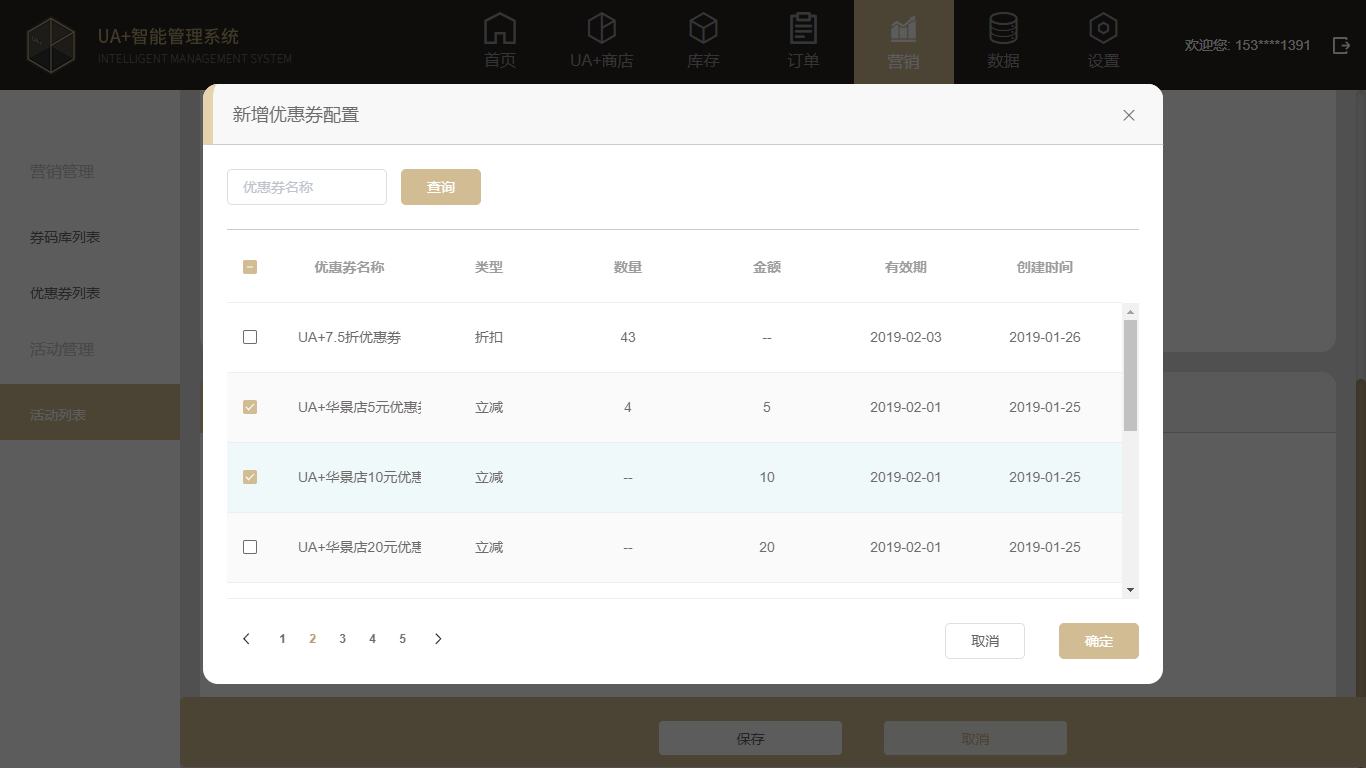 UA+智能管理系统
INTELLIGENT MANAGEMENT SYSTEM
首页
UA+商店
库存
订单
营销
数据
设置
欢迎您: 153****1391
营销管理
券码库列表
优惠券列表
活动管理
活动列表
新增优惠券配置
优惠券名称
查询
优惠券名称 类型 数量 金额 有效期 创建时间
UA+7.5折优惠券 折扣 43 -- 2019-02-03 2019-01-26
UA+华景店5元优惠 立减 4 5 2019-02-01 2019-01-25
UA+华景店10元优惠 立减 -- 10 2019-02-01 2019-01-25
UA+华景店20元优惠 立减 -- 20 2019-02-01 2019-01-25
1 2 3 4 5
取消
确定
保存
取消